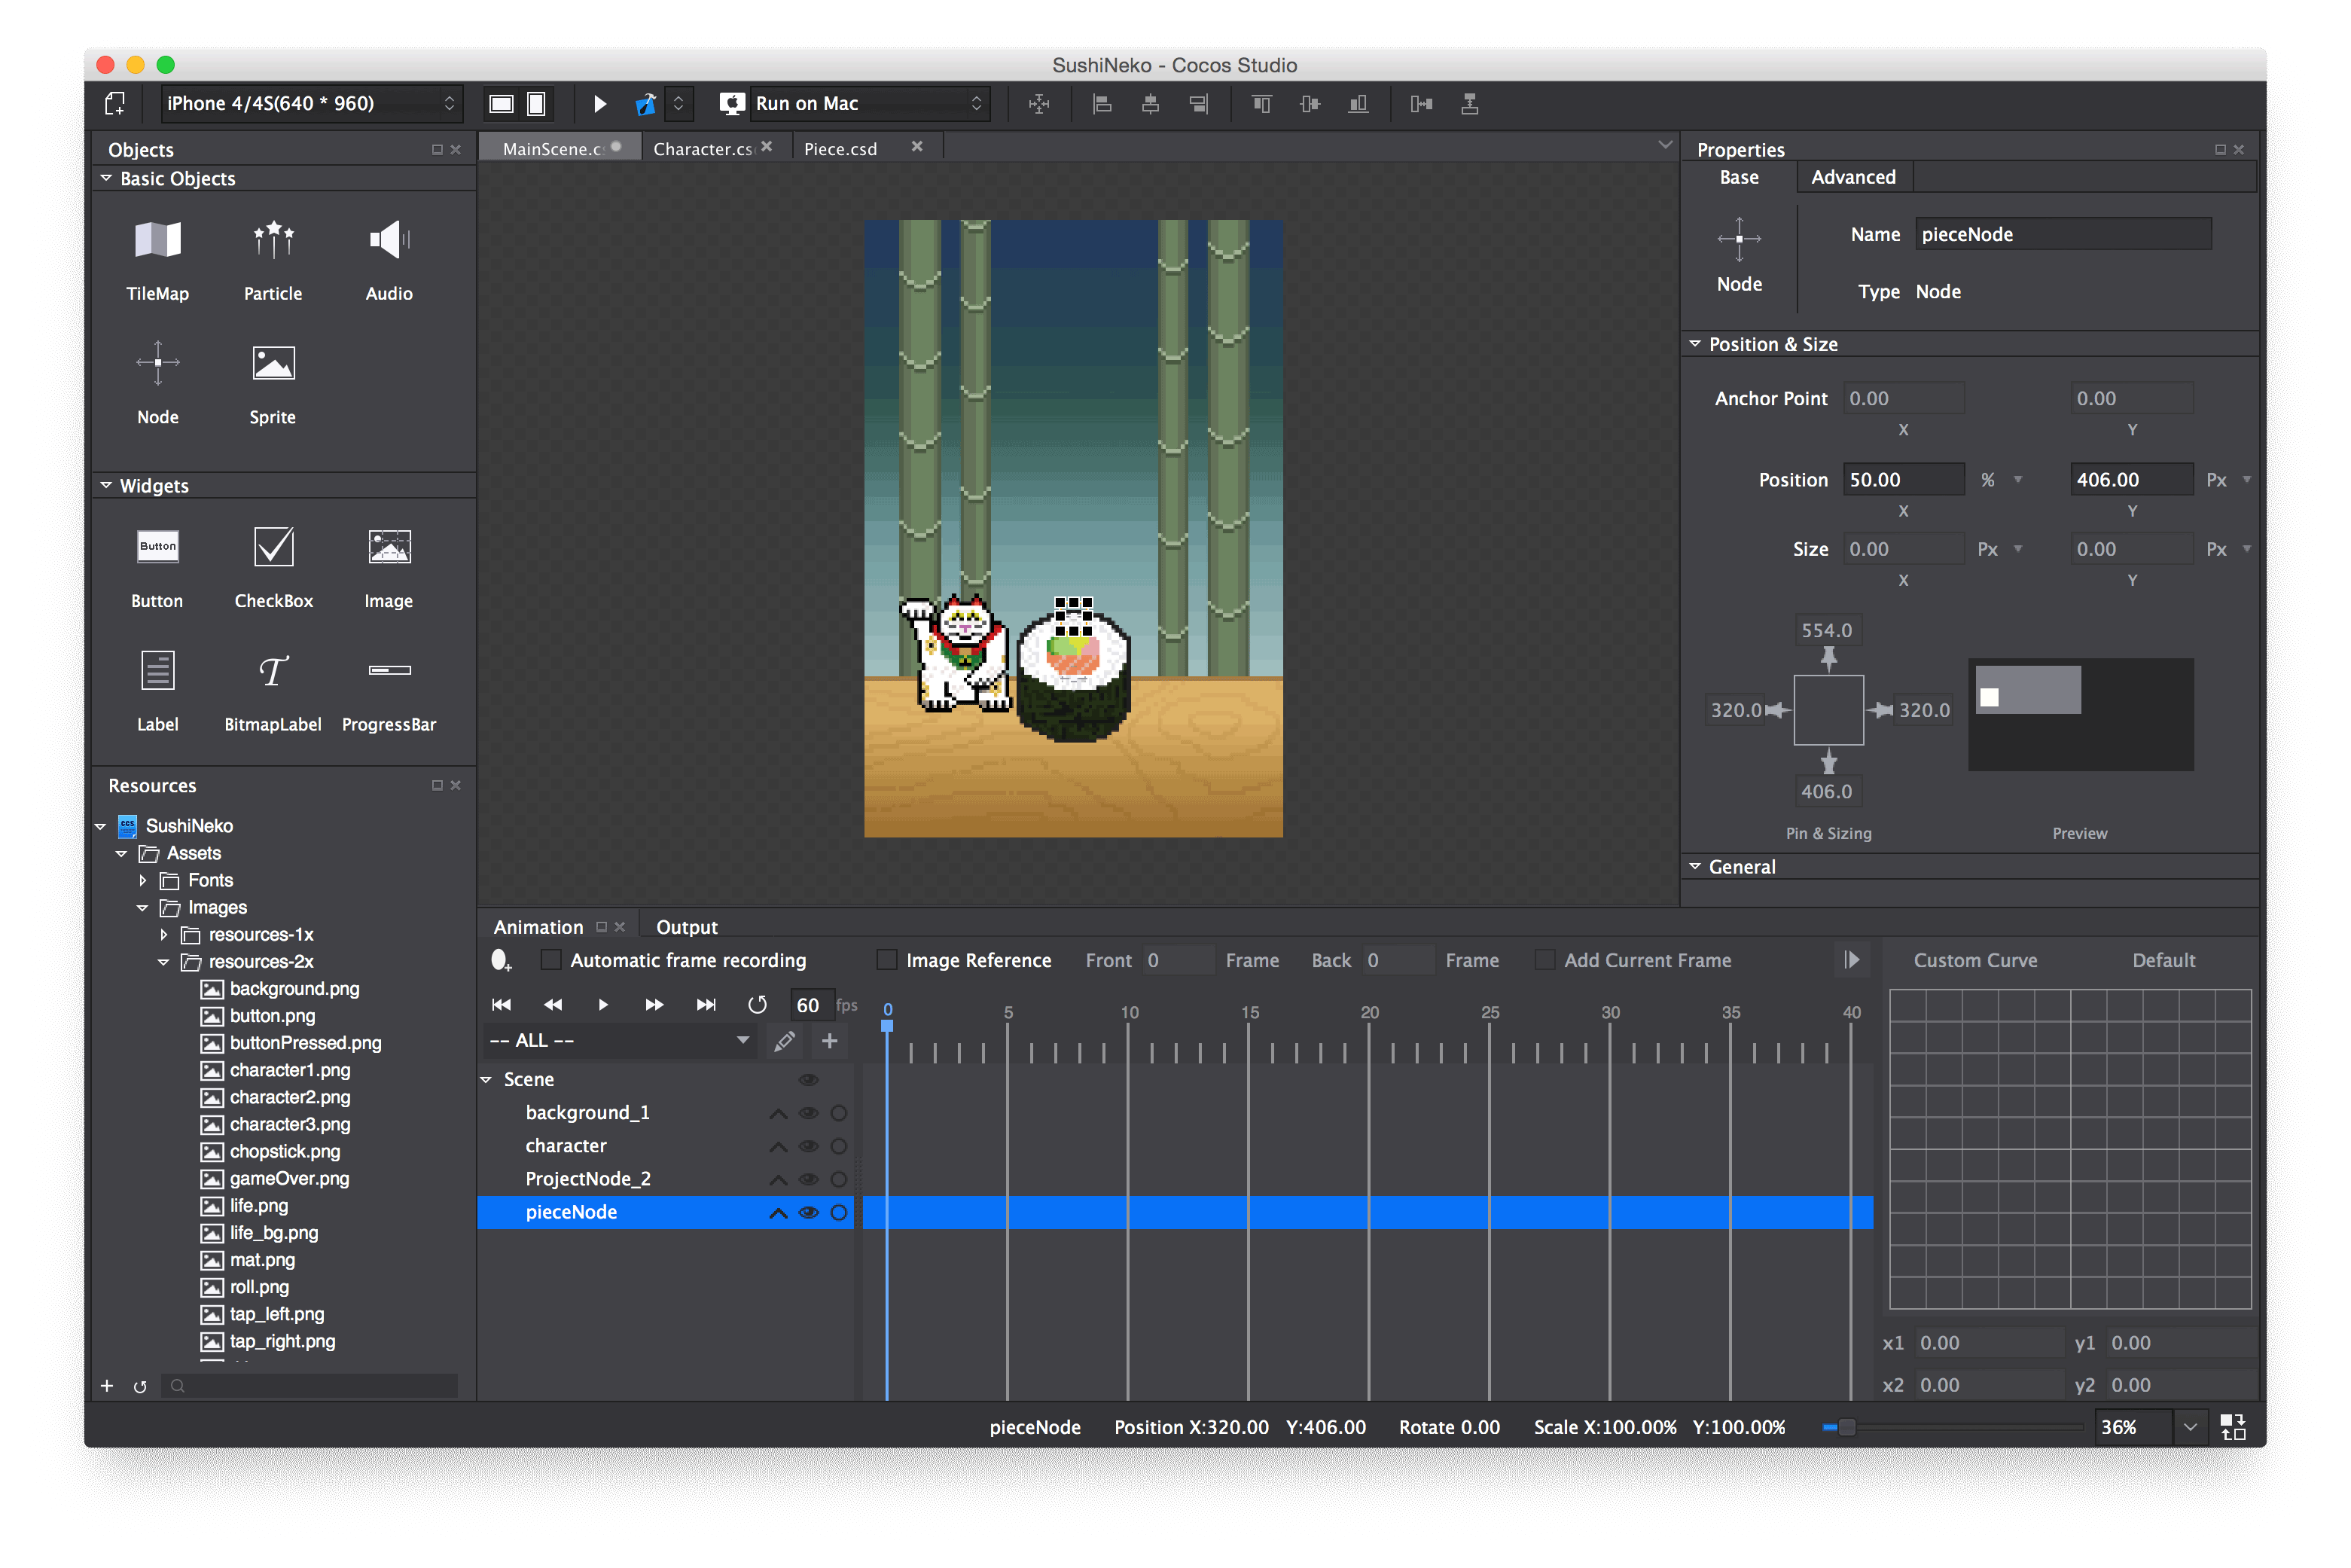 SushiNeko - Cocos Studio
iPhone 4/4S(640 * 960)
Run on Mac
Objects
Basic Objects
TileMap
Particle
Audio
Node
Sprite
Widgets
Button
Button
CheckBox
Image
Label
BitmapLabel
ProgressBar
Resources
SushiNeko
Assets
Fonts
Images
resources-1x
resources-2x
background.png
button.png
buttonPressed.png
character1.png
character2.png
character3.png
chopstick.png
gameOver.png
life.png
life_bg.png
mat.png
roll.png
tap_left.png
tap_right.png
MainScene.c
Character.cs
Piece.csd
Properties
Base
Advanced
Node
Name pieceNode
Type Node
Position & Size
Anchor Point 0.00 0.00
X Y
Position 50.00 % 406.00 Px
X Y
Size 0.00 Px 0.00 Px
X Y
554.0
320.0 320.0
406.0
Pin & Sizing Preview
General
Animation Output
Automatic frame recording Image Reference Front 0 Frame Back 0 Frame Add Current Frame
60 fps
0 5 10 15 20 25 30 35 40
-- ALL --
Scene
background_1
character
ProjectNode_2
pieceNode
Custom Curve Default
x1 0.00 y1 0.00
x2 0.00 y2 0.00
pieceNode Position X:320.00 Y:406.00 Rotate 0.00 Scale X:100.00% Y:100.00% 36%